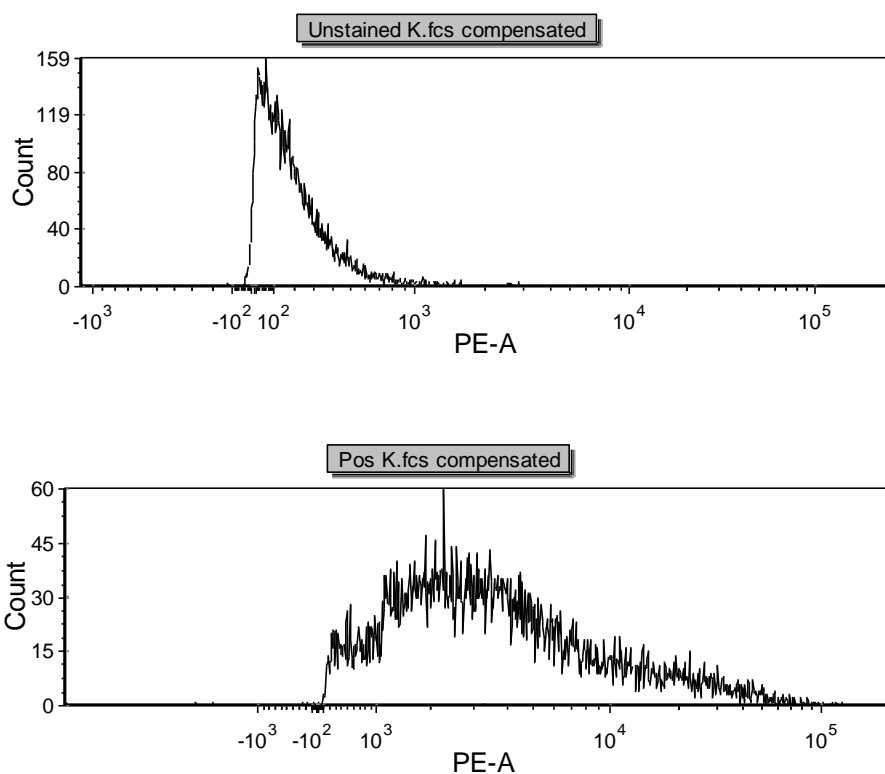 Unstained K.fcs compensated
159
119
80
40
0
Count
-10³ -10² 10² 10³ 10⁴ 10⁵
PE-A
Pos K.fcs compensated
60
45
30
15
0
Count
-10³ -10² 10³ 10⁴ 10⁵
PE-A